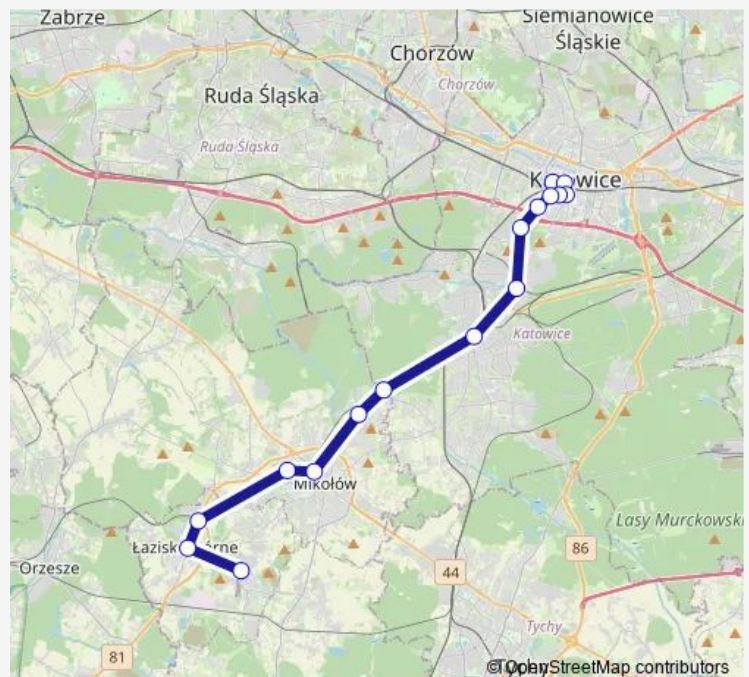 Zabrze
Siemianowice
Śląskie
Chorzów
Chorzów
Ruda Śląska
Ruda Śląska
Katowice
Mikołów
Orzesze
Lasy Murckowski
86
44
Tychy
81
© OpenStreetMap contributors